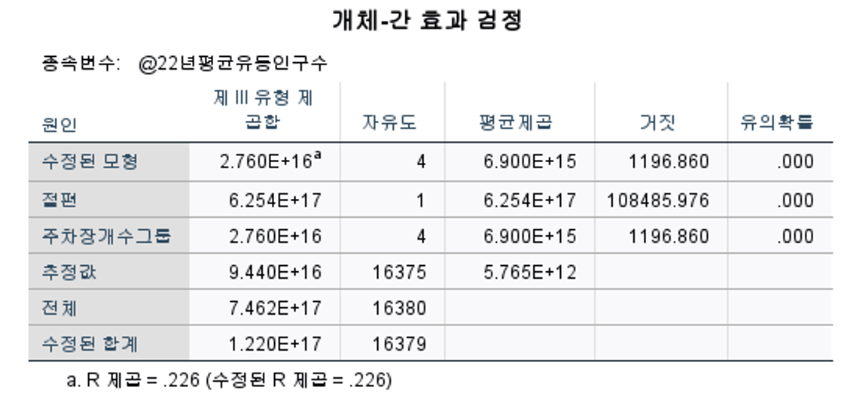 개체-간 효과 검정
종속변수: @22년평균유동인구수
원인 제 III 유형 제곱합 자유도 평균제곱 거짓 유의확률
수정된 모형 2.760E+16a 4 6.900E+15 1196.860 .000
절편 6.254E+17 1 6.254E+17 108485.976 .000
주차장개수그룹 2.760E+16 4 6.900E+15 1196.860 .000
추정값 9.440E+16 16375 5.765E+12
전체 7.462E+17 16380
수정된 합계 1.220E+17 16379
a. R 제곱 = .226 (수정된 R 제곱 = .226)